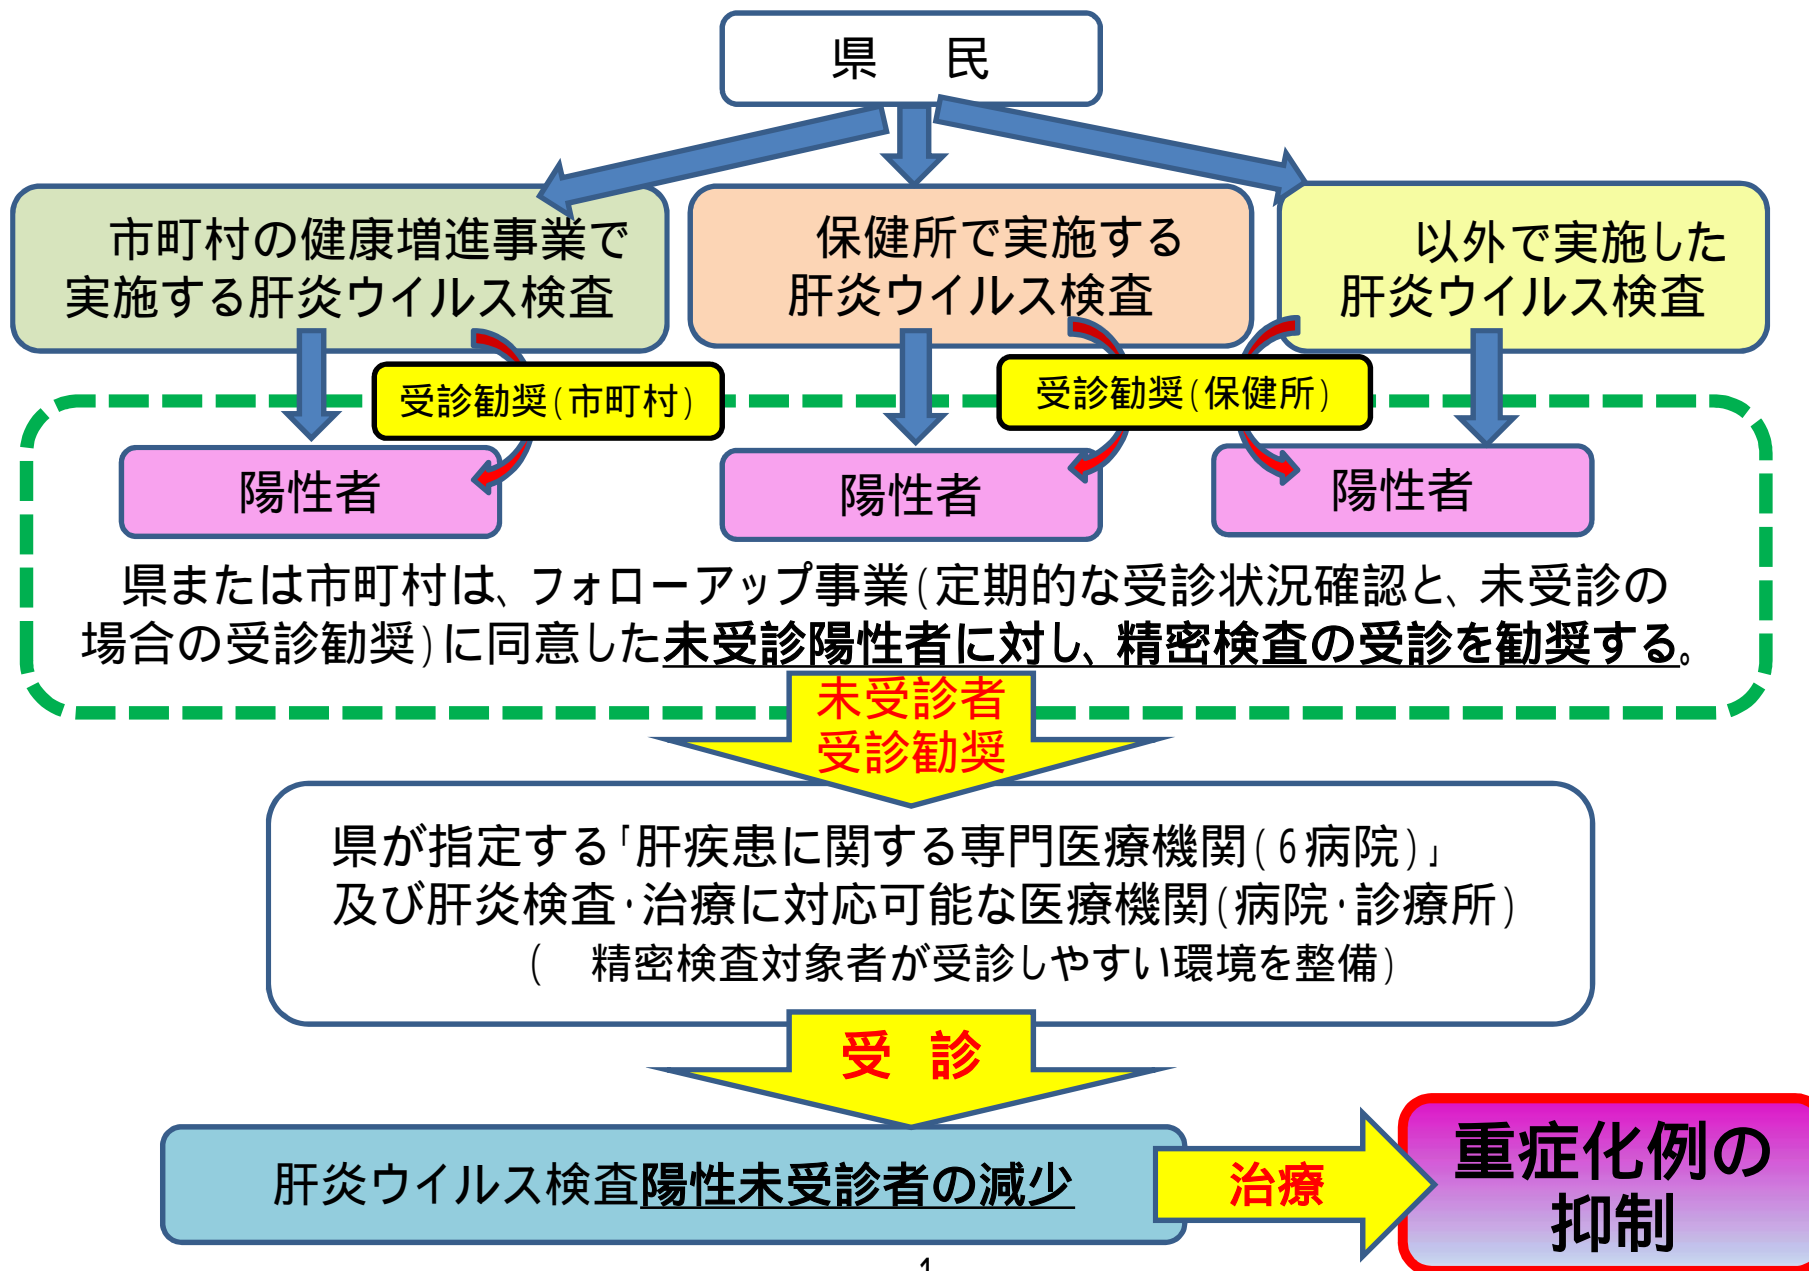 県　民
市町村の健康増進事業で
実施する肝炎ウイルス検査
保健所で実施する
肝炎ウイルス検査
以外で実施した
肝炎ウイルス検査
受診勧奨(市町村)
受診勧奨(保健所)
陽性者
陽性者
陽性者
県または市町村は、フォローアップ事業(定期的な受診状況確認と、未受診の
場合の受診勧奨)に同意した未受診陽性者に対し、精密検査の受診を勧奨する。
未受診者
受診勧奨
県が指定する「肝疾患に関する専門医療機関(6病院)」
及び肝炎検査・治療に対応可能な医療機関(病院・診療所)
(　精密検査対象者が受診しやすい環境を整備)
受　診
肝炎ウイルス検査陽性未受診者の減少
治療
重症化例の
抑制
1